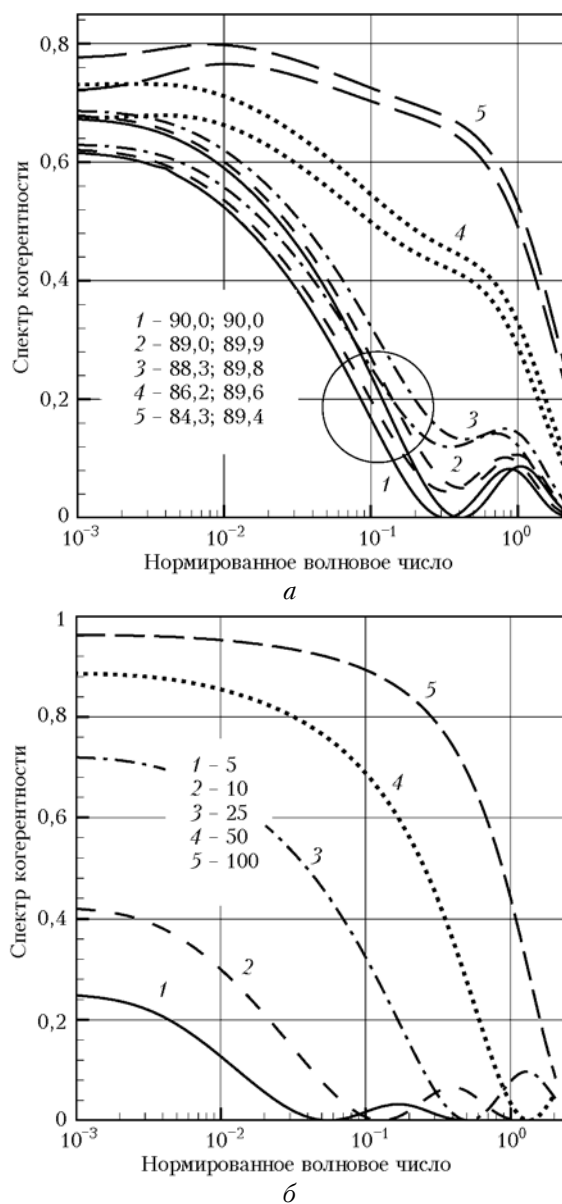 0,8
0,6
0,4
0,2
0
Спектр когерентности
5
4
1 – 90,0; 90,0
2 – 89,0; 89,9
3 – 88,3; 89,8
4 – 86,2; 89,6
5 – 84,3; 89,4
3
2
1
10⁻³
10⁻²
10⁻¹
10⁰
Нормированное волновое число
а
1
0.8
0.6
0.4
0,2
0
Спектр когерентности
5
1 – 5
2 – 10
3 – 25
4 – 50
5 – 100
4
3
2
1
10⁻³
10⁻²
10⁻¹
10⁰
Нормированное волновое число
б